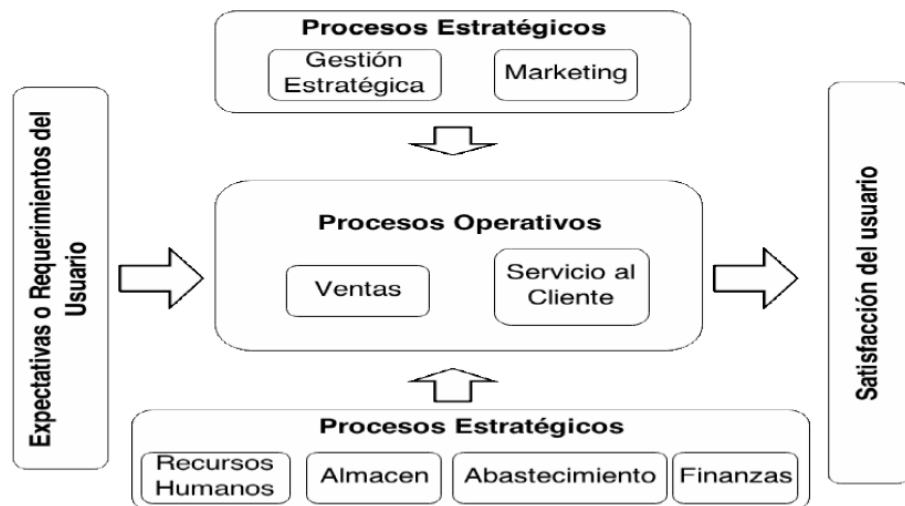 Procesos Estratégicos
Gestión
Estratégica
Marketing
Expectativas o Requerimientos del
Usuario
Procesos Operativos
Ventas
Servicio al
Cliente
Satisfacción del usuario
Procesos Estratégicos
Recursos
Humanos
Almacen
Abastecimiento
Finanzas